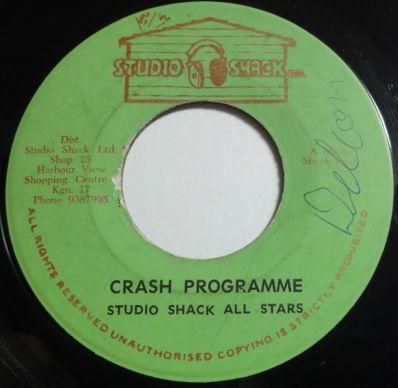 STUDIO SHACK LTD.
Dist.
Studio Shack Ltd.
Shop 25
Harbour View
Shopping Centre
Kgn. 17
Phone 9387995
A
CRASH PROGRAMME
STUDIO SHACK ALL STARS
ALL RIGHTS RESERVED UNAUTHORISED COPYING IS STRICTLY PROHIBITED